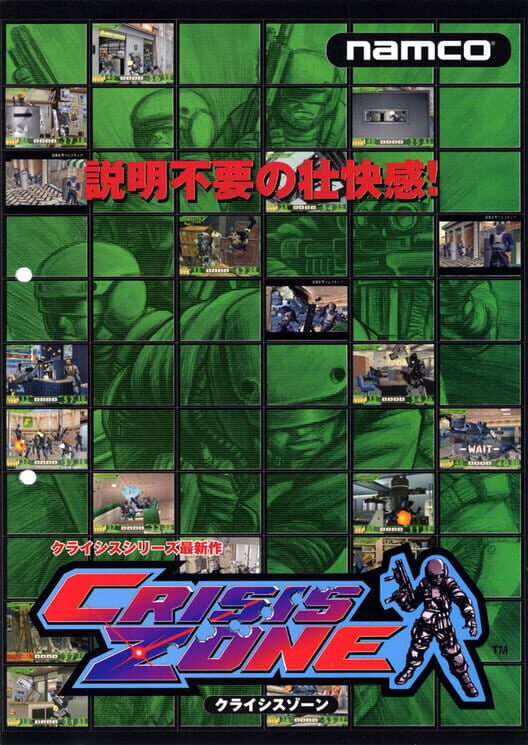 namco®
説明不要の壮快感!
-WAIT-
クライシスシリーズ最新作
CRISIS
ZONE
TM
クライシスゾーン